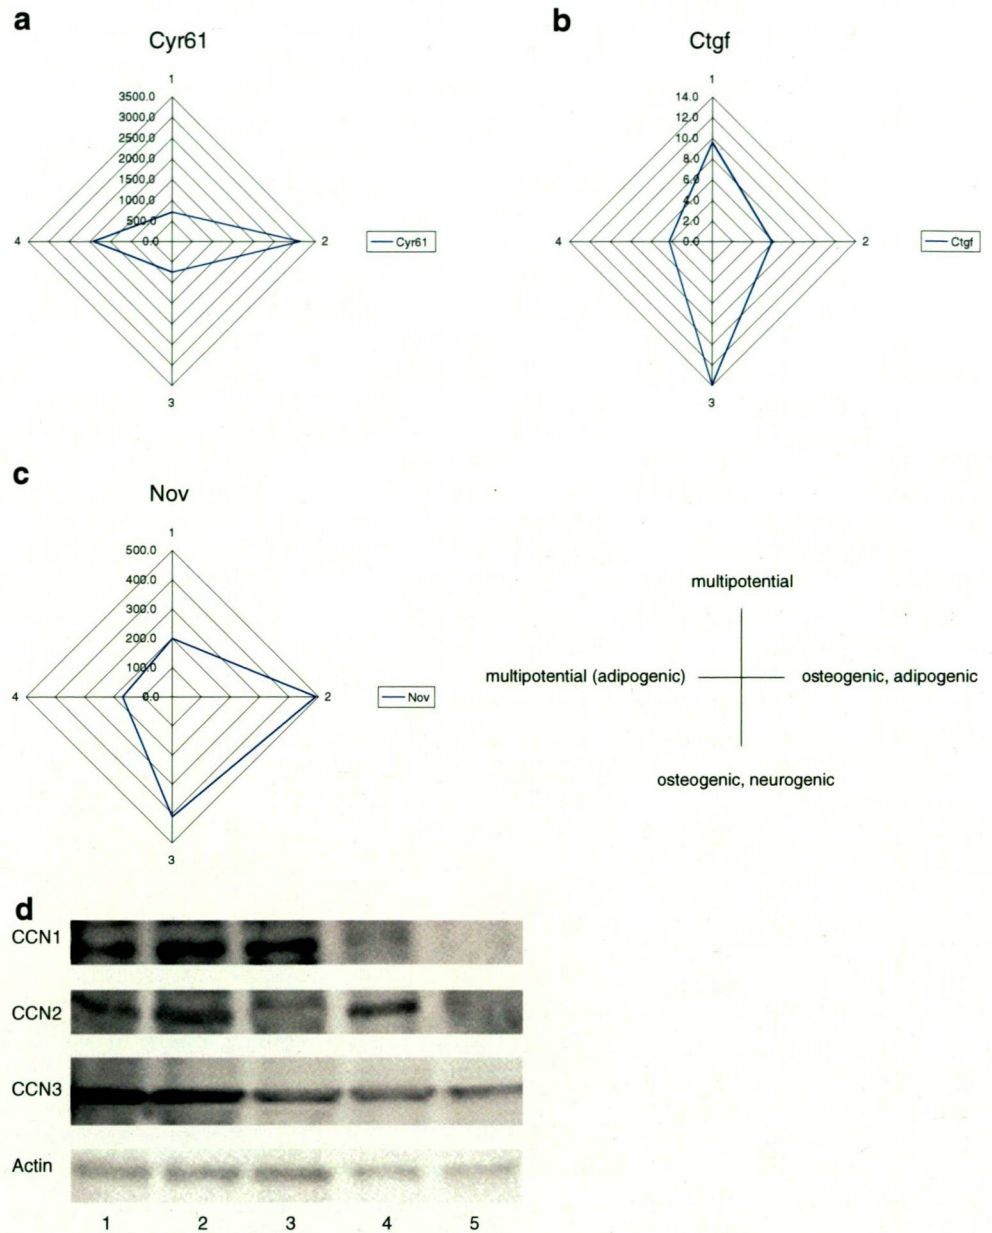 a
Cyr61
1
3500.0
3000.0
2500.0
2000.0
1500.0
1000.0
500.0
0.0
4
2
Cyr61
3
b
Ctgf
1
14.0
12.0
10.0
8.0
6.0
4.0
2.0
0.0
4
2
Ctgf
3
c
Nov
1
500.0
400.0
300.0
200.0
100.0
0.0
4
2
Nov
3
multipotential
multipotential (adipogenic)
osteogenic, adipogenic
osteogenic, neurogenic
d
CCN1
CCN2
CCN3
Actin
1 2 3 4 5